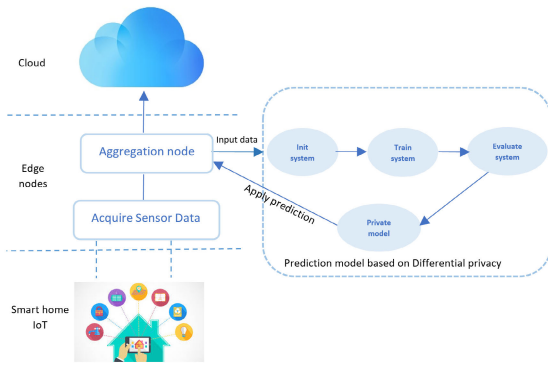 Cloud
Aggregation node
Input data
Init
system
Train
system
Evaluate
system
Edge
nodes
Apply prediction
Acquire Sensor Data
Private
model
Prediction model based on Differential privacy
Smart home
IoT